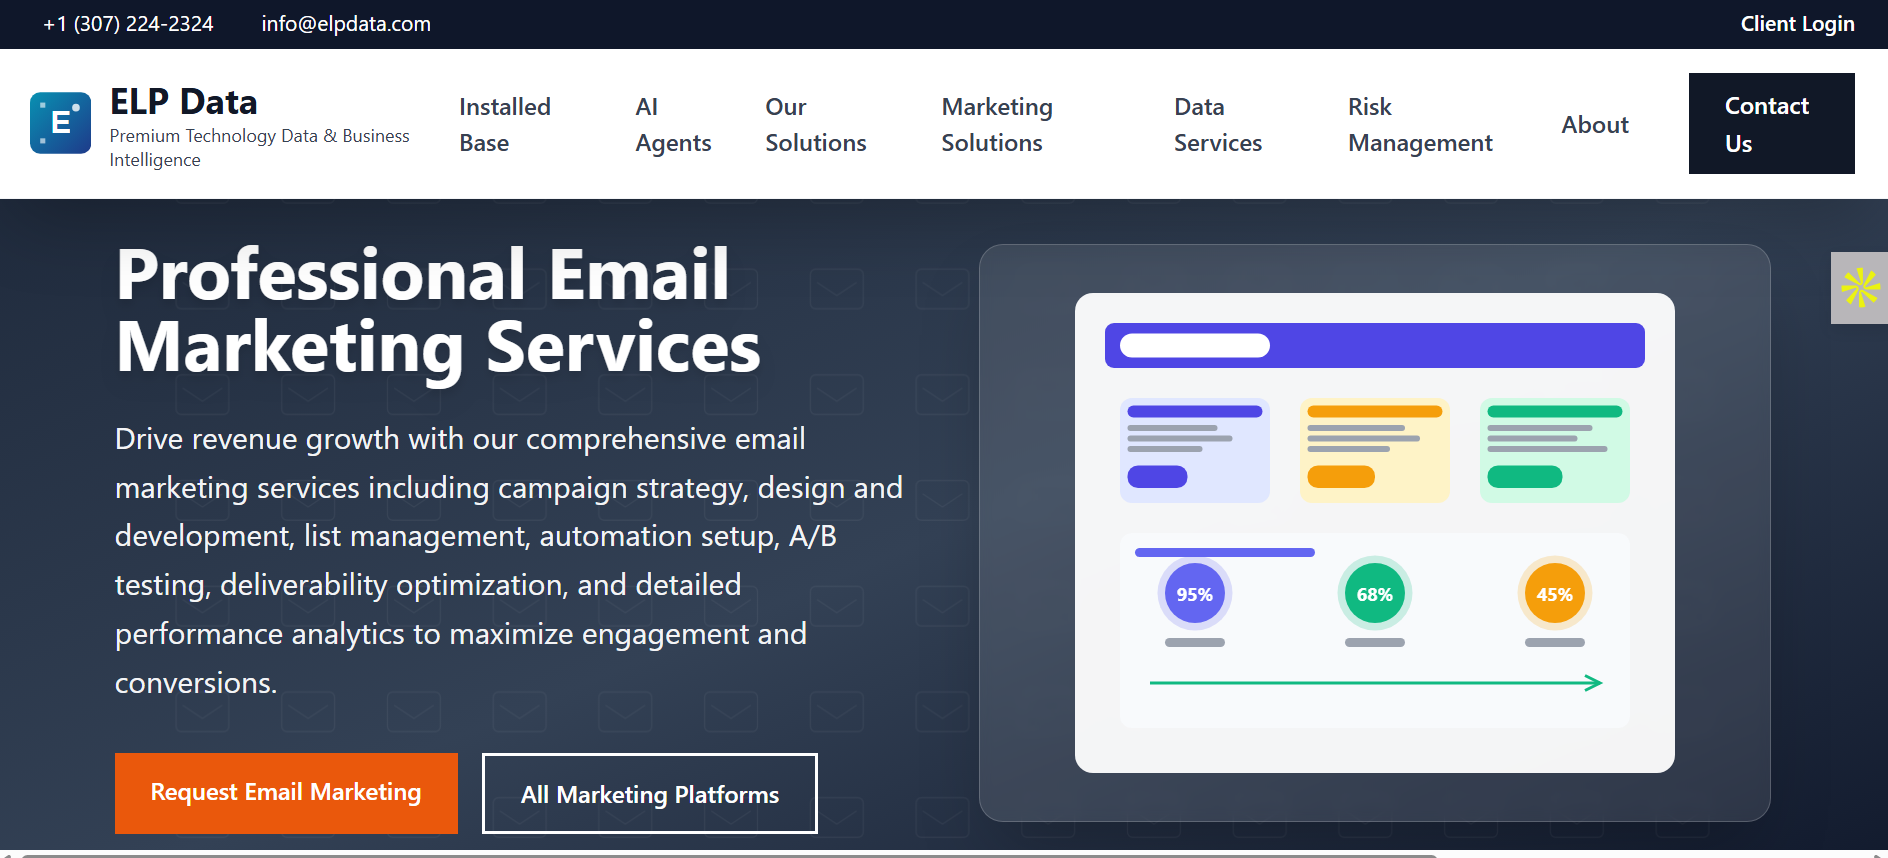 +1 (307) 224-2324
info@elpdata.com
Client Login
E
ELP Data
Premium Technology Data & Business
Intelligence
Installed
Base
AI
Agents
Our
Solutions
Marketing
Solutions
Data
Services
Risk
Management
About
Contact
Us
Professional Email
Marketing Services
Drive revenue growth with our comprehensive email
marketing services including campaign strategy, design and
development, list management, automation setup, A/B
testing, deliverability optimization, and detailed
performance analytics to maximize engagement and
conversions.
Request Email Marketing
All Marketing Platforms
95%
68%
45%